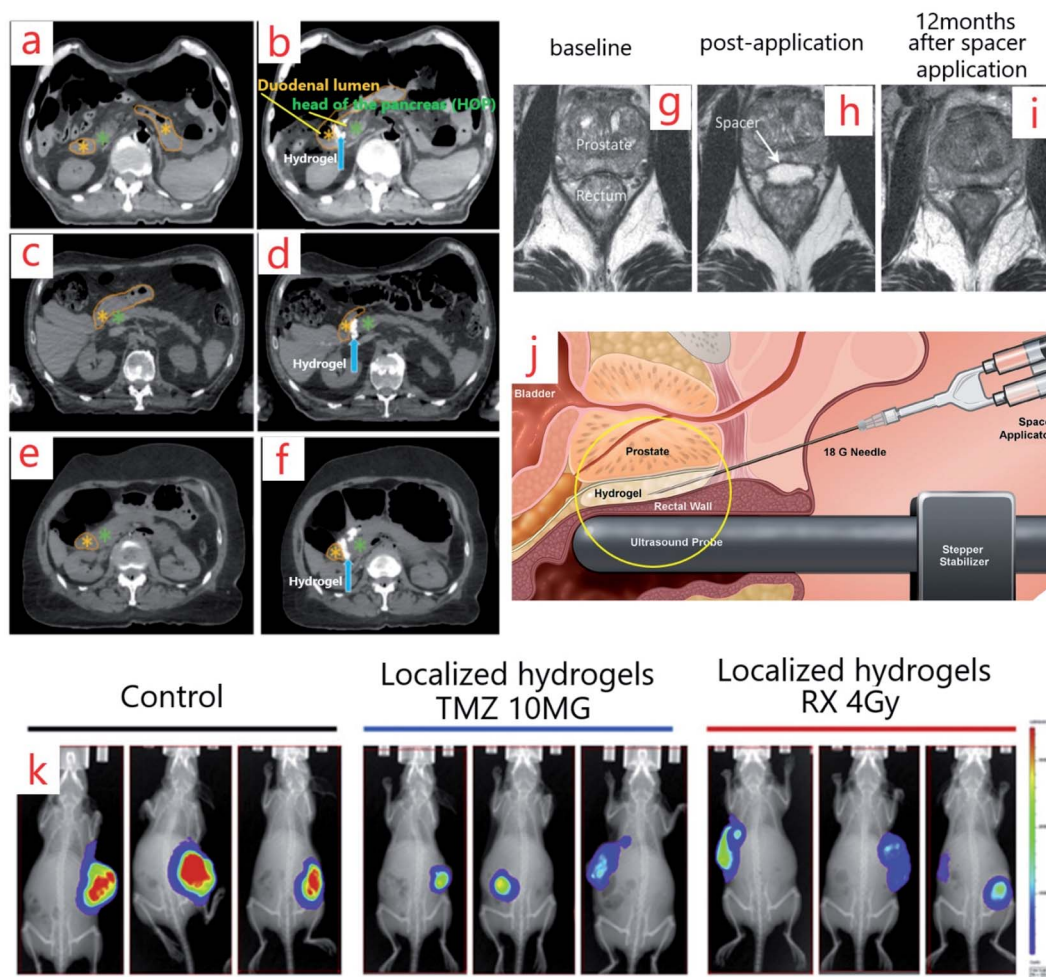 a
b
Duodenal lumen
head of the pancreas (HOP)
Hydrogel
c
d
Hydrogel
e
f
Hydrogel
baseline
post-application
12months
after spacer
application
g
Prostate
Rectum
h
Spacer
i
j
Bladder
Prostate
Hydrogel
Rectal Wall
Ultrasound Probe
18 G Needle
Space
Applicato
Stepper
Stabilizer
Control
Localized hydrogels
TMZ 10MG
Localized hydrogels
RX 4Gy
k